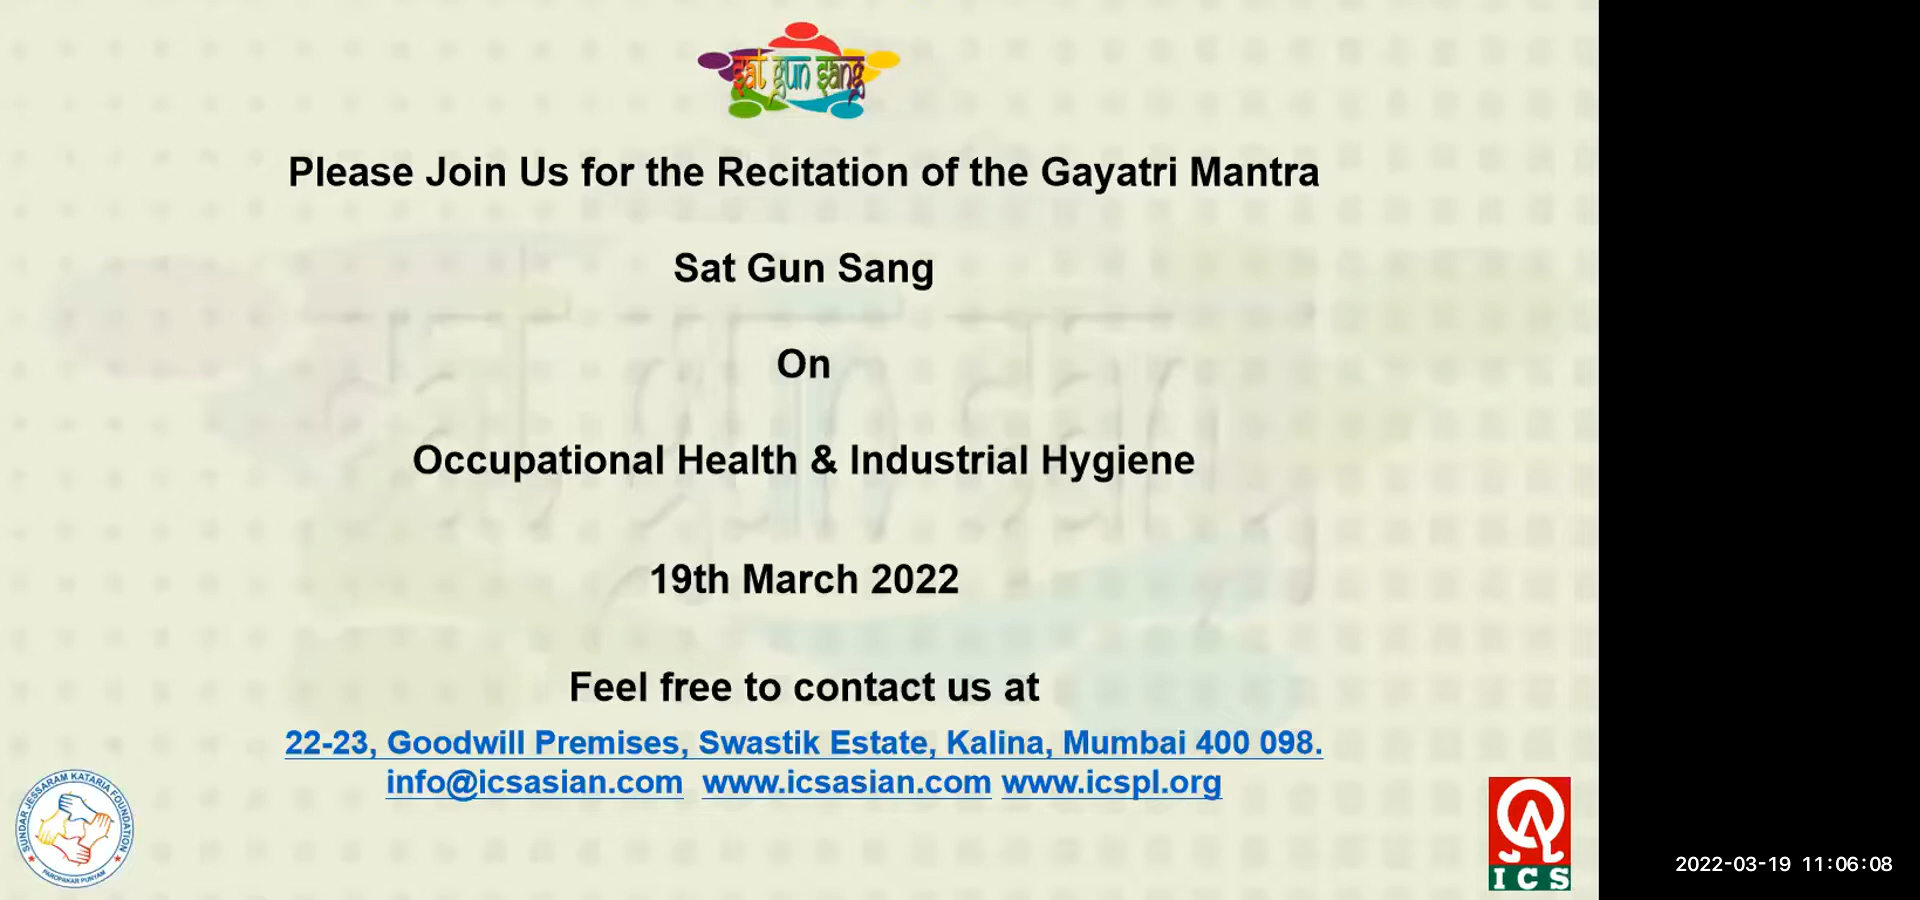 sat gun sang
Please Join Us for the Recitation of the Gayatri Mantra
Sat Gun Sang
On
Occupational Health & Industrial Hygiene
19th March 2022
Feel free to contact us at
22-23, Goodwill Premises, Swastik Estate, Kalina, Mumbai 400 098.
info@icsasian.com www.icsasian.com www.icspl.org
SUNDAR JESSARAM KATARIA FOUNDATION
PAROPAKAR PUNYAM
ICS
2022-03-19 11:06:08